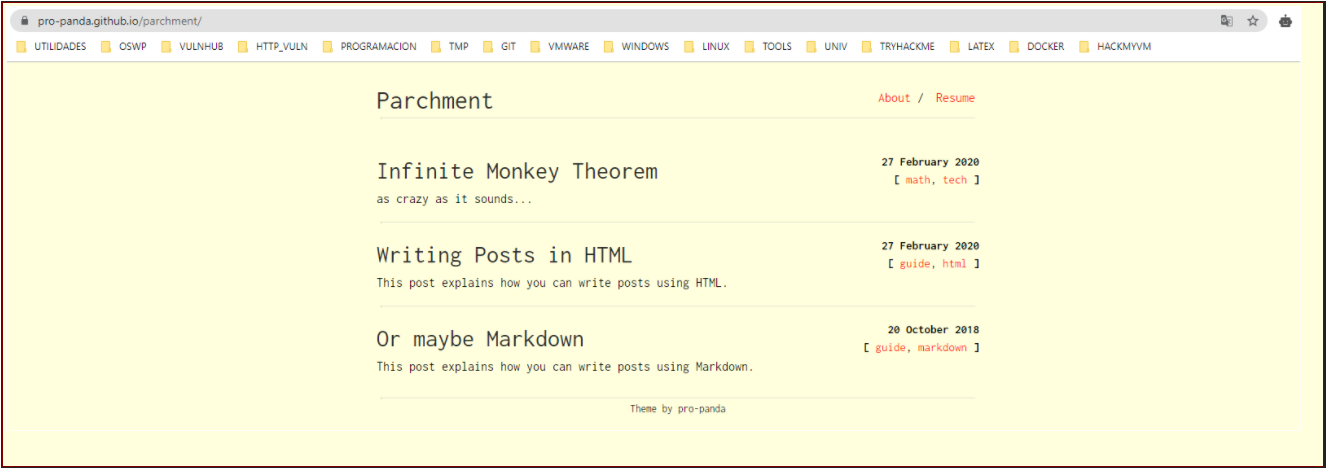 pro-panda.github.io/parchment/
UTILIDADES OSWP VULNHUB HTTP_VULN PROGRAMACION TMP GIT VMWARE WINDOWS LINUX TOOLS UNIV TRYHACKME LATEX DOCKER HACKMYVM
Parchment About / Resume
Infinite Monkey Theorem 27 February 2020
[ math, tech ]
as crazy as it sounds...
Writing Posts in HTML 27 February 2020
[ guide, html ]
This post explains how you can write posts using HTML.
Or maybe Markdown 20 October 2018
[ guide, markdown ]
This post explains how you can write posts using Markdown.
Theme by pro-panda